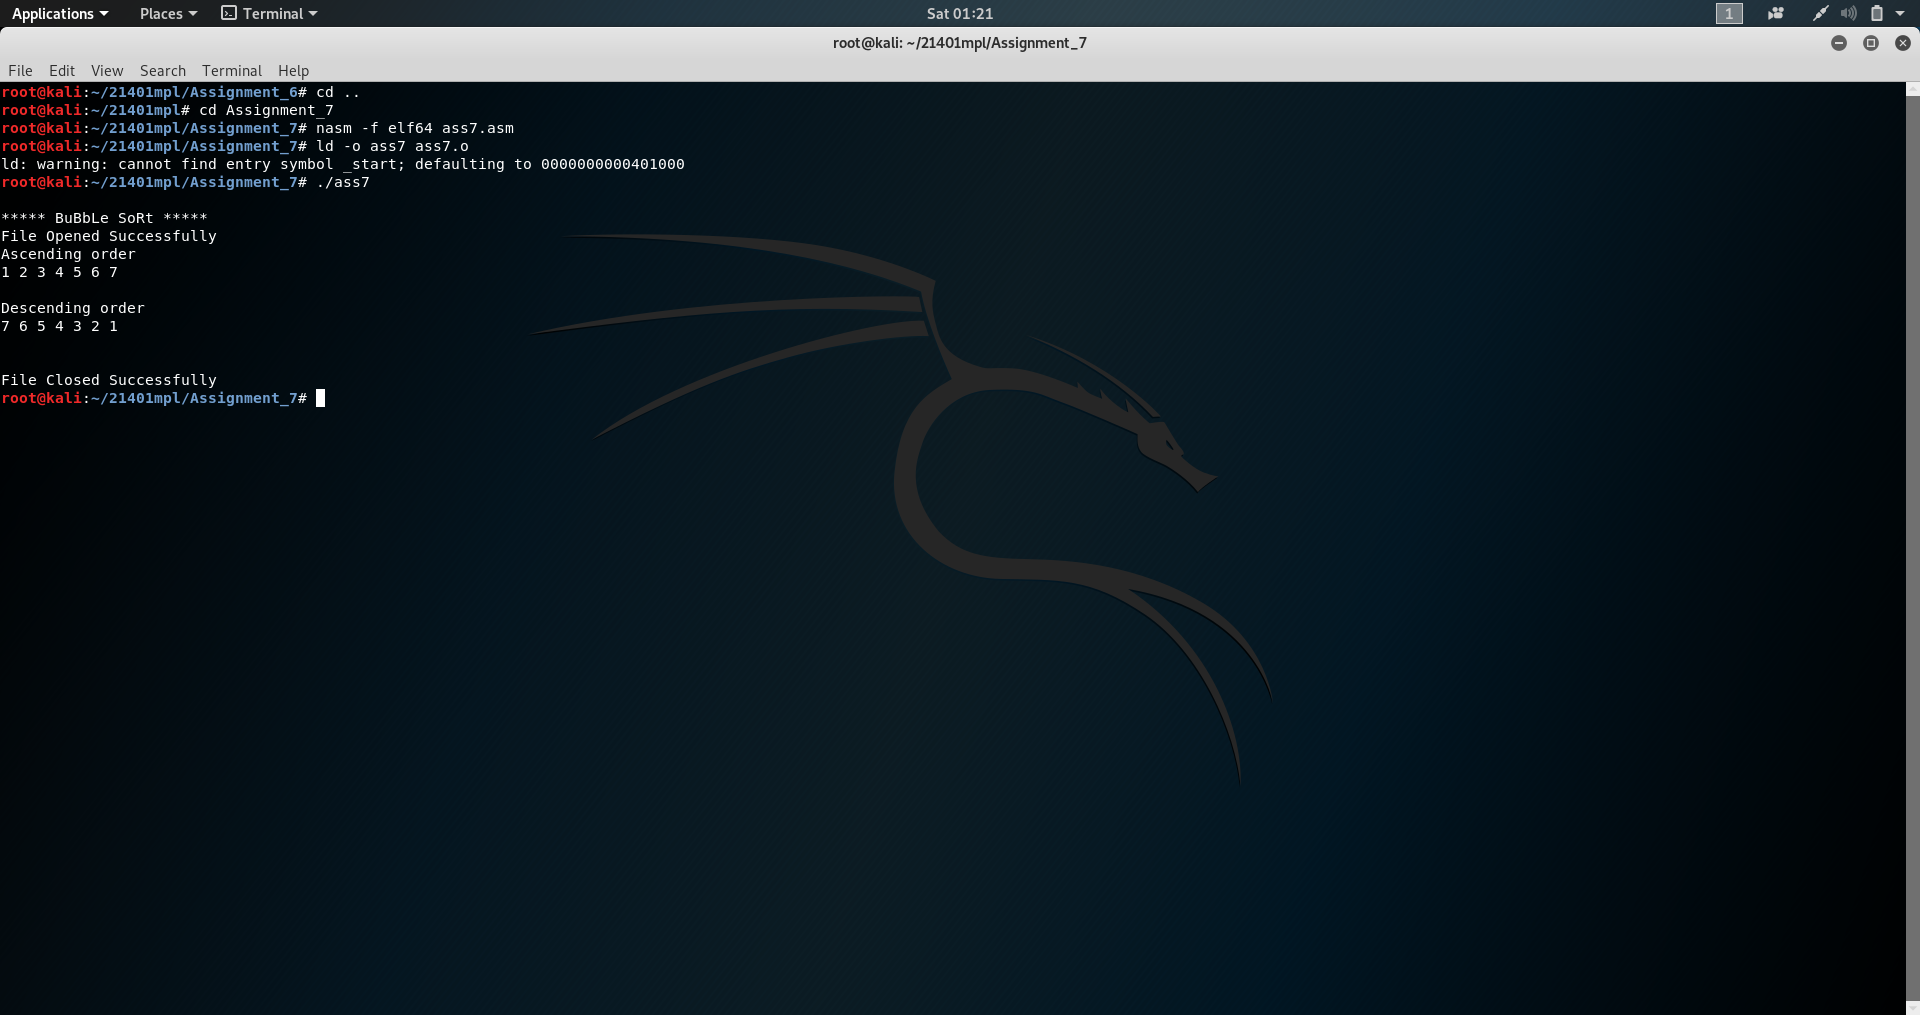 Applications Places Terminal Sat 01:21 1
root@kali: ~/21401mpl/Assignment_7
File Edit View Search Terminal Help
root@kali:~/21401mpl/Assignment_6# cd ..
root@kali:~/21401mpl# cd Assignment_7
root@kali:~/21401mpl/Assignment_7# nasm -f elf64 ass7.asm
root@kali:~/21401mpl/Assignment_7# ld -o ass7 ass7.o
ld: warning: cannot find entry symbol _start; defaulting to 0000000000401000
root@kali:~/21401mpl/Assignment_7# ./ass7
***** BuBbLe SoRt *****
File Opened Successfully
Ascending order
1 2 3 4 5 6 7
Descending order
7 6 5 4 3 2 1
File Closed Successfully
root@kali:~/21401mpl/Assignment_7#